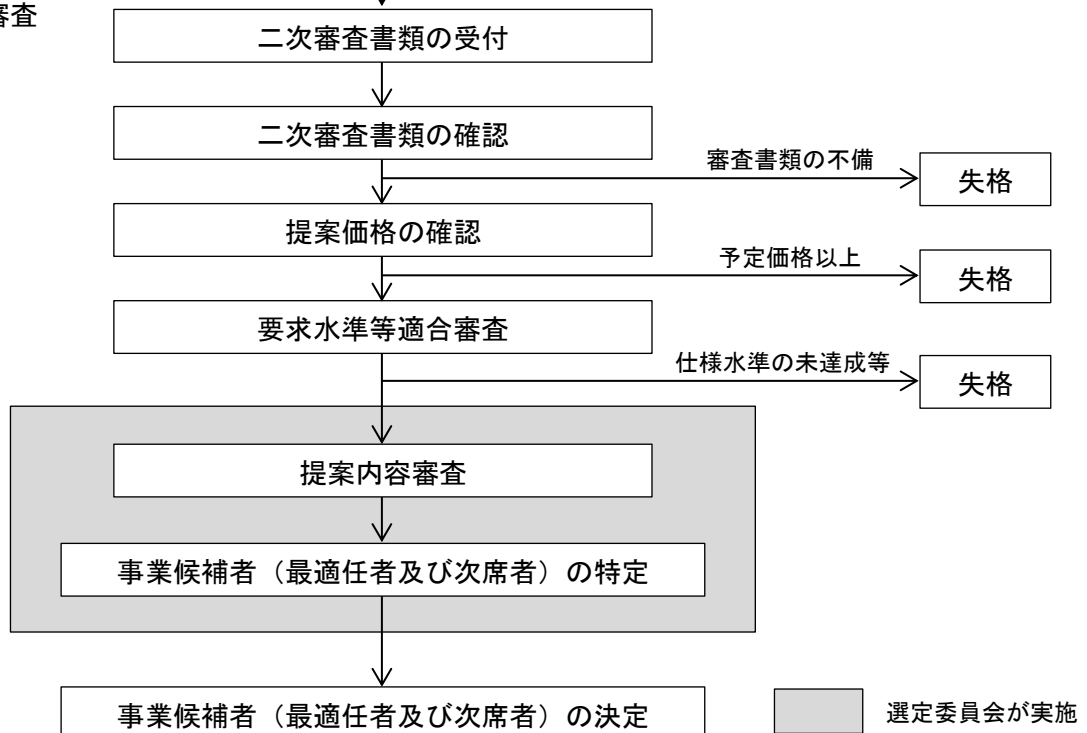 審査
二次審査書類の受付
二次審査書類の確認
審査書類の不備
失格
提案価格の確認
予定価格以上
失格
要求水準等適合審査
仕様水準の未達成等
失格
提案内容審査
事業候補者（最適任者及び次席者）の特定
事業候補者（最適任者及び次席者）の決定
選定委員会が実施